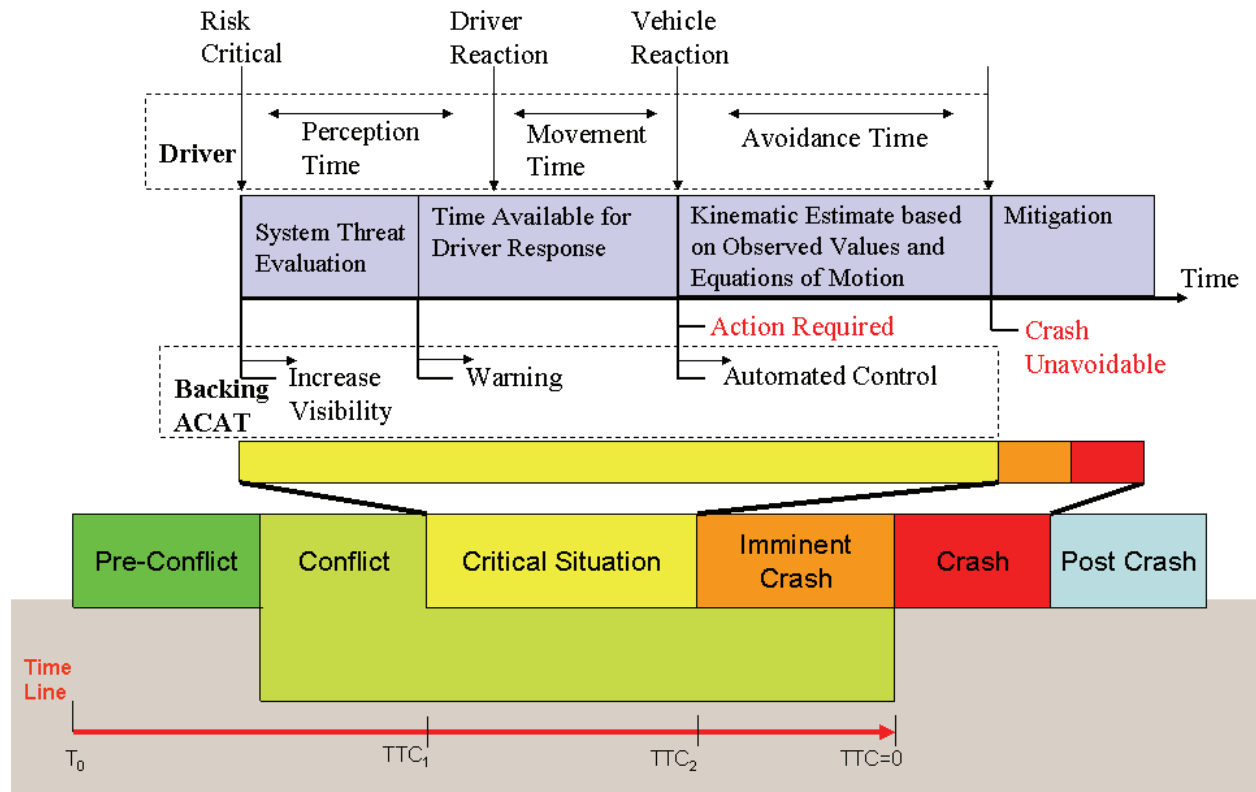 Risk
Critical
Driver
Reaction
Vehicle
Reaction
Driver
Perception
Time
Movement
Time
Avoidance Time
System Threat
Evaluation
Time Available for
Driver Response
Kinematic Estimate based
on Observed Values and
Equations of Motion
Mitigation
Time
Action Required
Crash
Unavoidable
Backing
ACAT
Increase
Visibility
Warning
Automated Control
Pre-Conflict
Conflict
Critical Situation
Imminent
Crash
Crash
Post Crash
Time
Line
T0
TTC1
TTC2
TTC=0